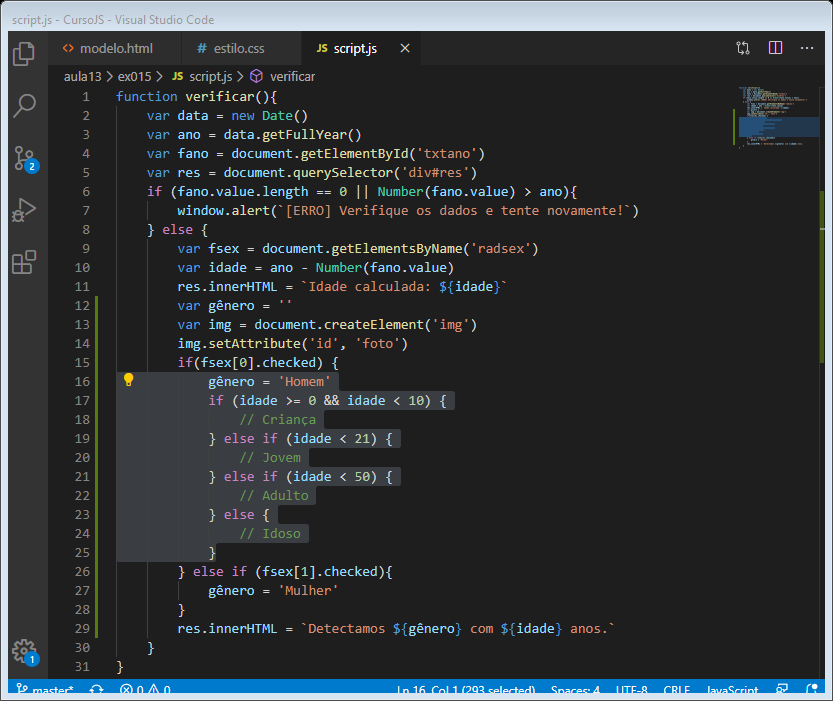 script.js - CursoJS - Visual Studio Code
<> modelo.html # estilo.css JS script.js ×
aula13 > ex015 > JS script.js > verificar
1 function verificar(){
2 var data = new Date()
3 var ano = data.getFullYear()
4 var fano = document.getElementById('txtano')
5 var res = document.querySelector('div#res')
6 if (fano.value.length == 0 || Number(fano.value) > ano){
7 window.alert(`[ERRO] Verifique os dados e tente novamente!`)
8 } else {
9 var fsex = document.getElementsByName('radsex')
10 var idade = ano - Number(fano.value)
11 res.innerHTML = `Idade calculada: ${idade}`
12 var gênero = ''
13 var img = document.createElement('img')
14 img.setAttribute('id', 'foto')
15 if(fsex[0].checked) {
16 gênero = 'Homem'
17 if (idade >= 0 && idade < 10) {
18 // Criança
19 } else if (idade < 21) {
20 // Jovem
21 } else if (idade < 50) {
22 // Adulto
23 } else {
24 // Idoso
25 }
26 } else if (fsex[1].checked){
27 gênero = 'Mulher'
28 }
29 res.innerHTML = `Detectamos ${gênero} com ${idade} anos.`
30 }
31 }
2
1
master* 0 0 Ln 16, Col 1 (293 selected) Spaces: 4 UTF-8 CRLF JavaScript